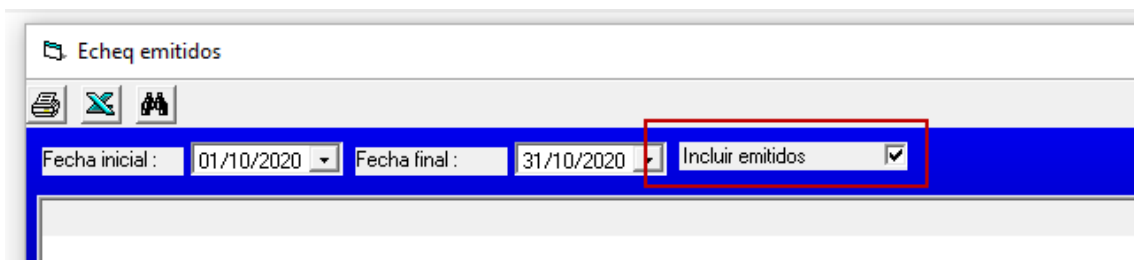 Echeq emitidos
Fecha inicial : 01/10/2020 Fecha final : 31/10/2020 Incluir emitidos